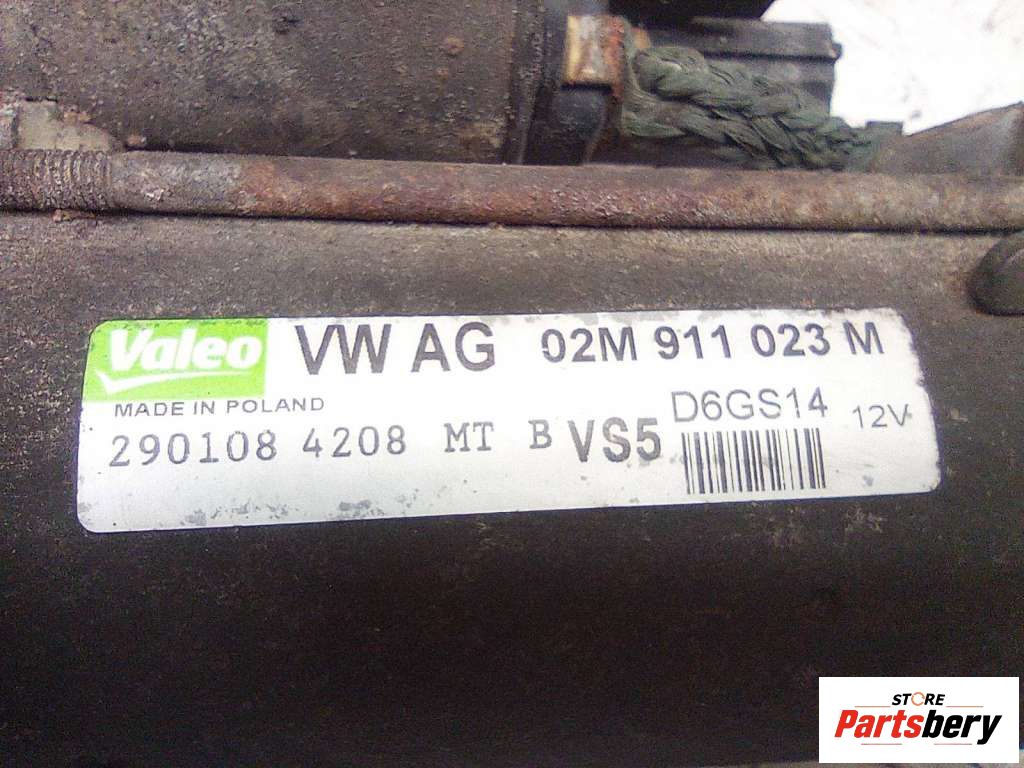 Valeo VW AG 02M 911 023 M
MADE IN POLAND D6GS14 12V
290108 4208 MT B VS5
STORE
Partsbery